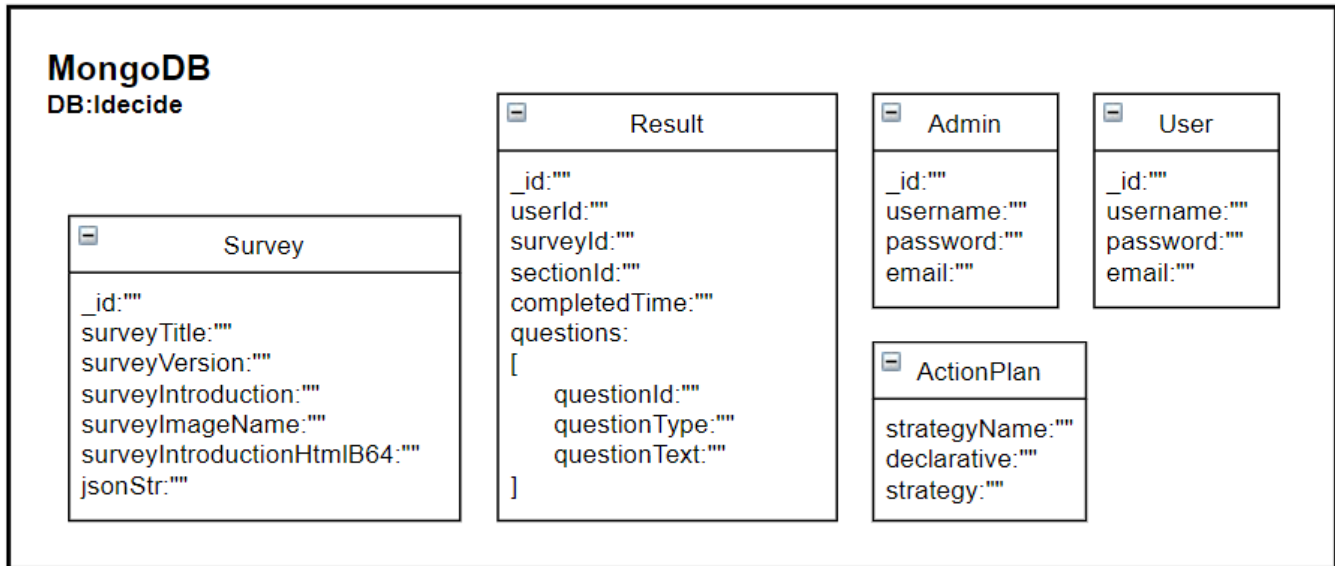 MongoDB
DB:Idecide
Survey
_id:""
surveyTitle:""
surveyVersion:""
surveyIntroduction:""
surveyImageName:""
surveyIntroductionHtmlB64:""
jsonStr:""
Result
_id:""
userId:""
surveyId:""
sectionId:""
completedTime:""
questions:
[
questionId:""
questionType:""
questionText:""
]
Admin
_id:""
username:""
password:""
email:""
User
_id:""
username:""
password:""
email:""
ActionPlan
strategyName:""
declarative:""
strategy:""